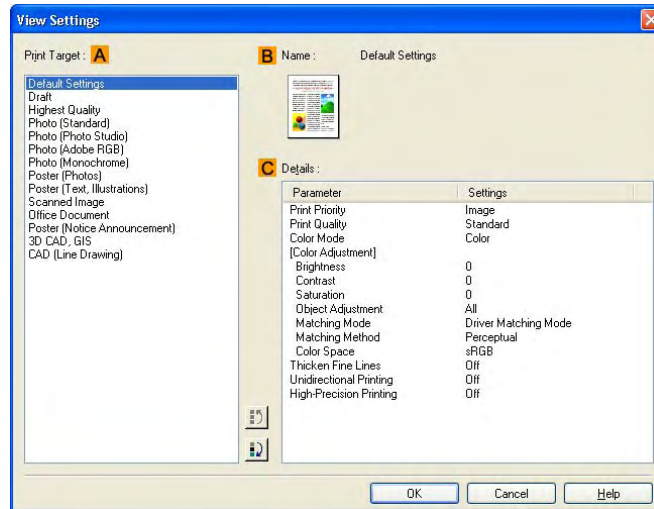 View Settings
Print Target : A
Default Settings
Draft
Highest Quality
Photo (Standard)
Photo (Photo Studio)
Photo (Adobe RGB)
Photo (Monochrome)
Poster (Photos)
Poster (Text, Illustrations)
Scanned Image
Office Document
Poster (Notice Announcement)
3D CAD, GIS
CAD (Line Drawing)
B Name : Default Settings
C Details :
Parameter Settings
Print Priority Image
Print Quality Standard
Color Mode Color
[Color Adjustment]
Brightness 0
Contrast 0
Saturation 0
Object Adjustment All
Matching Mode Driver Matching Mode
Matching Method Perceptual
Color Space sRGB
Thicken Fine Lines Off
Unidirectional Printing Off
High-Precision Printing Off
OK Cancel Help